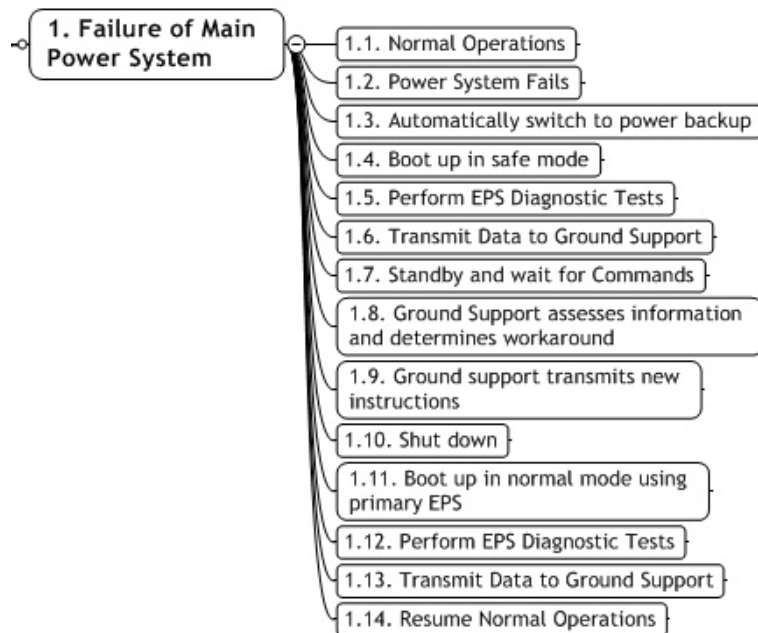 1. Failure of Main
Power System
1.1. Normal Operations
1.2. Power System Fails
1.3. Automatically switch to power backup
1.4. Boot up in safe mode
1.5. Perform EPS Diagnostic Tests
1.6. Transmit Data to Ground Support
1.7. Standby and wait for Commands
1.8. Ground Support assesses information
and determines workaround
1.9. Ground support transmits new
instructions
1.10. Shut down
1.11. Boot up in normal mode using
primary EPS
1.12. Perform EPS Diagnostic Tests
1.13. Transmit Data to Ground Support
1.14. Resume Normal Operations